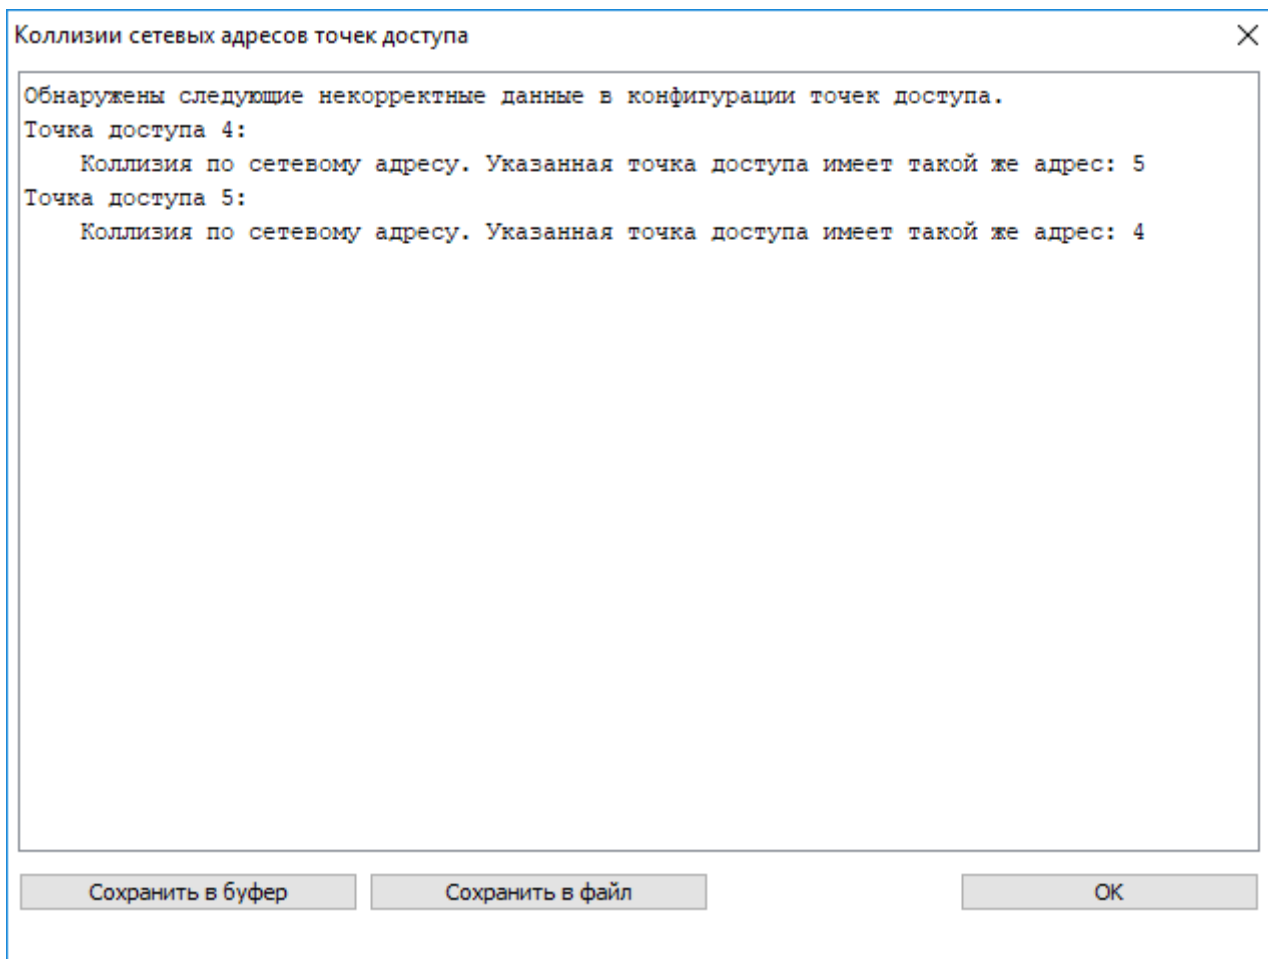 Коллизии сетевых адресов точек доступа
Обнаружены следующие некорректные данные в конфигурации точек доступа.
Точка доступа 4:
Коллизия по сетевому адресу. Указанная точка доступа имеет такой же адрес: 5
Точка доступа 5:
Коллизия по сетевому адресу. Указанная точка доступа имеет такой же адрес: 4
Сохранить в буфер
Сохранить в файл
ОК